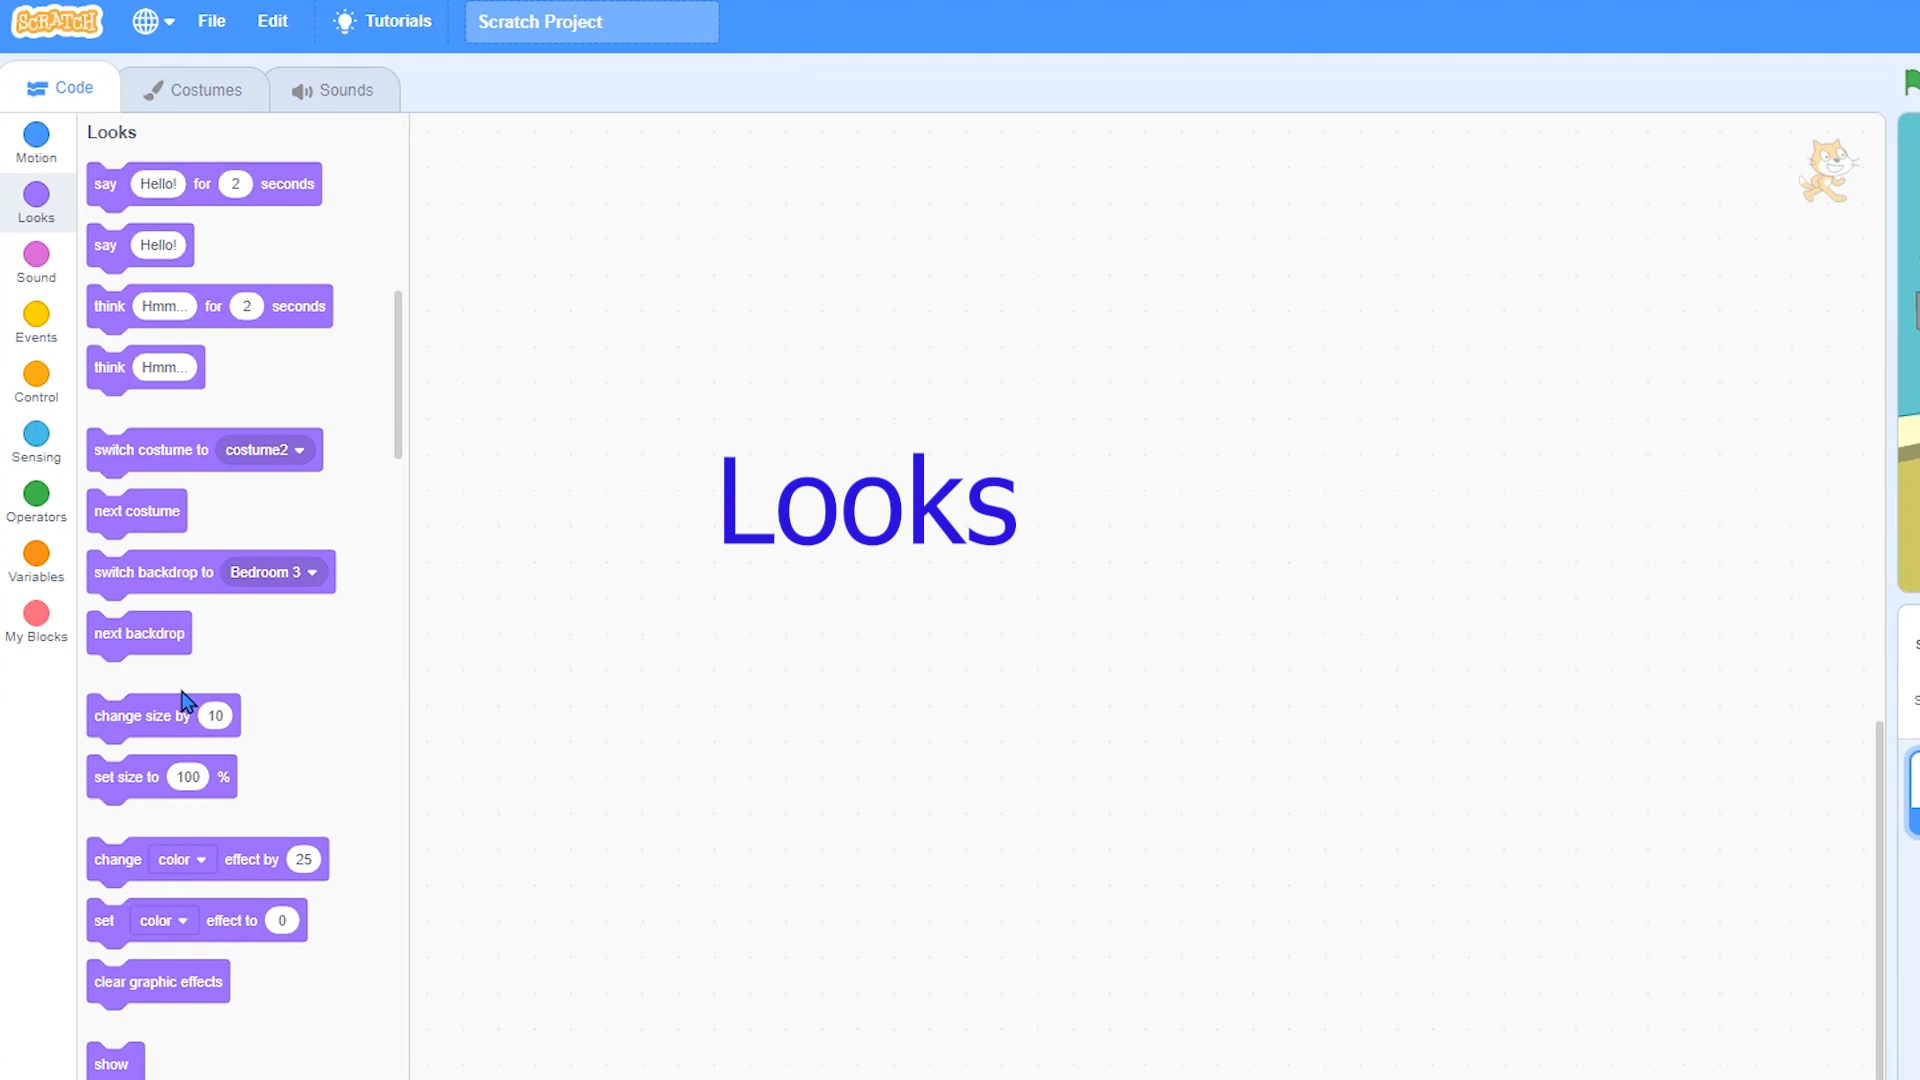 SCRATCH File Edit Tutorials Scratch Project
Code Costumes Sounds
Motion
Looks
Sound
Events
Control
Sensing
Operators
Variables
My Blocks
Looks
say Hello! for 2 seconds
say Hello!
think Hmm... for 2 seconds
think Hmm...
switch costume to costume2
next costume
switch backdrop to Bedroom 3
next backdrop
change size by 10
set size to 100 %
change color effect by 25
set color effect to 0
clear graphic effects
show
Looks